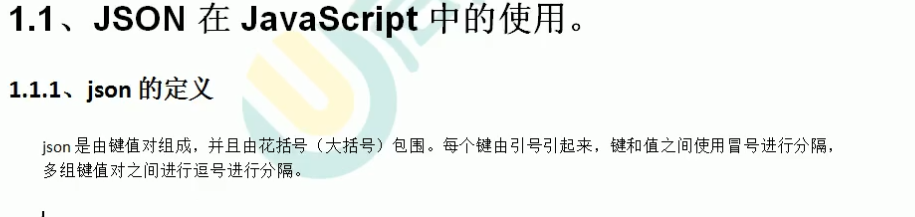 1.1、JSON 在 JavaScript 中的使用。
1.1.1、json 的定义
json 是由键值对组成，并且由花括号（大括号）包围。每个键由引号引起来，键和值之间使用冒号进行分隔，
多组键值对之间进行逗号进行分隔。